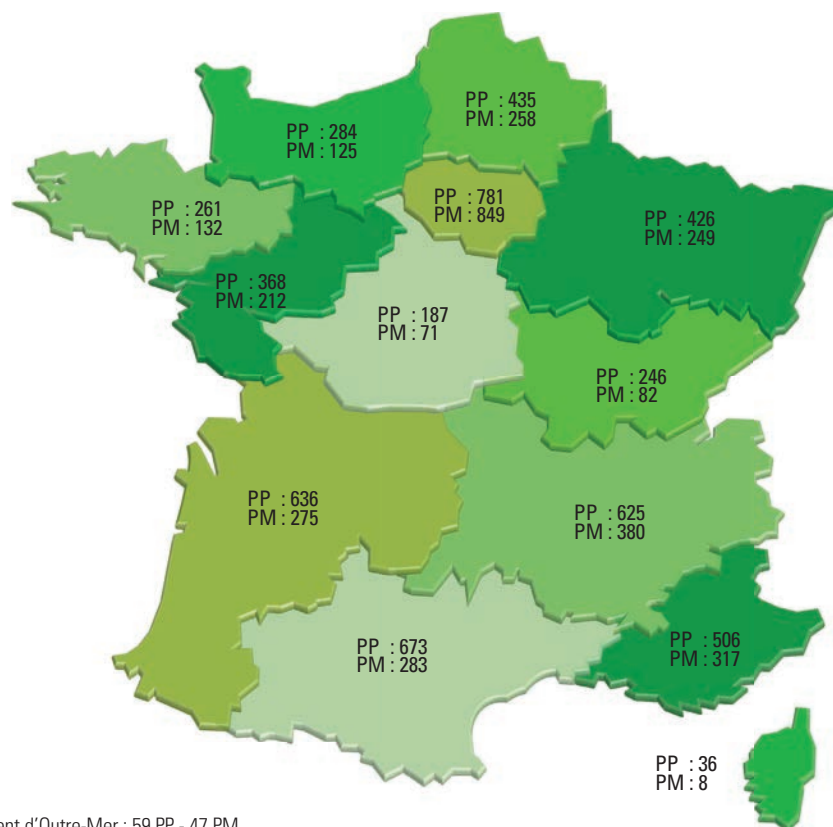 PP : 435
PM : 258
PP : 284
PM : 125
PP : 781
PM : 849
PP : 261
PM : 132
PP : 426
PM : 249
PP : 368
PM : 212
PP : 187
PM : 71
PP : 246
PM : 82
PP : 636
PM : 275
PP : 625
PM : 380
PP : 673
PM : 283
PP : 506
PM : 317
PP : 36
PM : 8
d'Outre-Mer : 59 PP - 47 PM